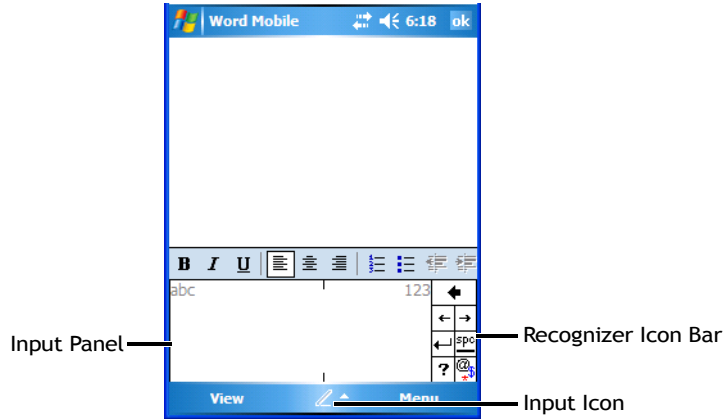 Word Mobile 6:18 ok
B I U
abc 123
Input Panel
Recognizer Icon Bar
spc
? @ * $
View Menu
Input Icon